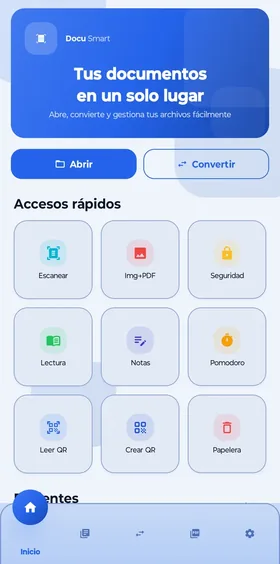 Docu Smart
Tus documentos
en un solo lugar
Abre, convierte y gestiona tus archivos fácilmente
Abrir
Convertir
Accesos rápidos
Escanear
Img+PDF
Seguridad
Lectura
Notas
Pomodoro
Leer QR
Crear QR
Papelera
Inicio